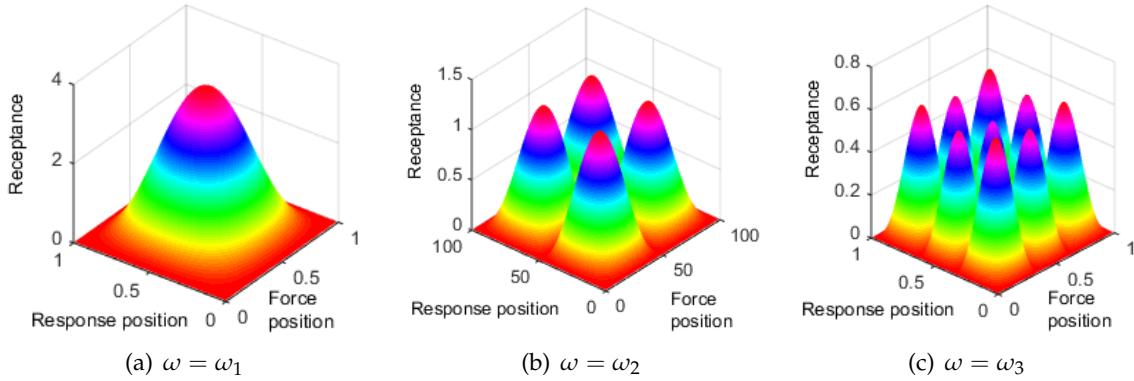 Receptance
4
2
0
1
0.5
0
0
0.5
1
Response position
Force
position
(a) ω = ω1
Receptance
1.5
1
0.5
0
100
50
0
0
50
100
Response position
Force
position
(b) ω = ω2
Receptance
0.8
0.6
0.4
0.2
0
1
0.5
0
0
0.5
1
Response position
Force
position
(c) ω = ω3